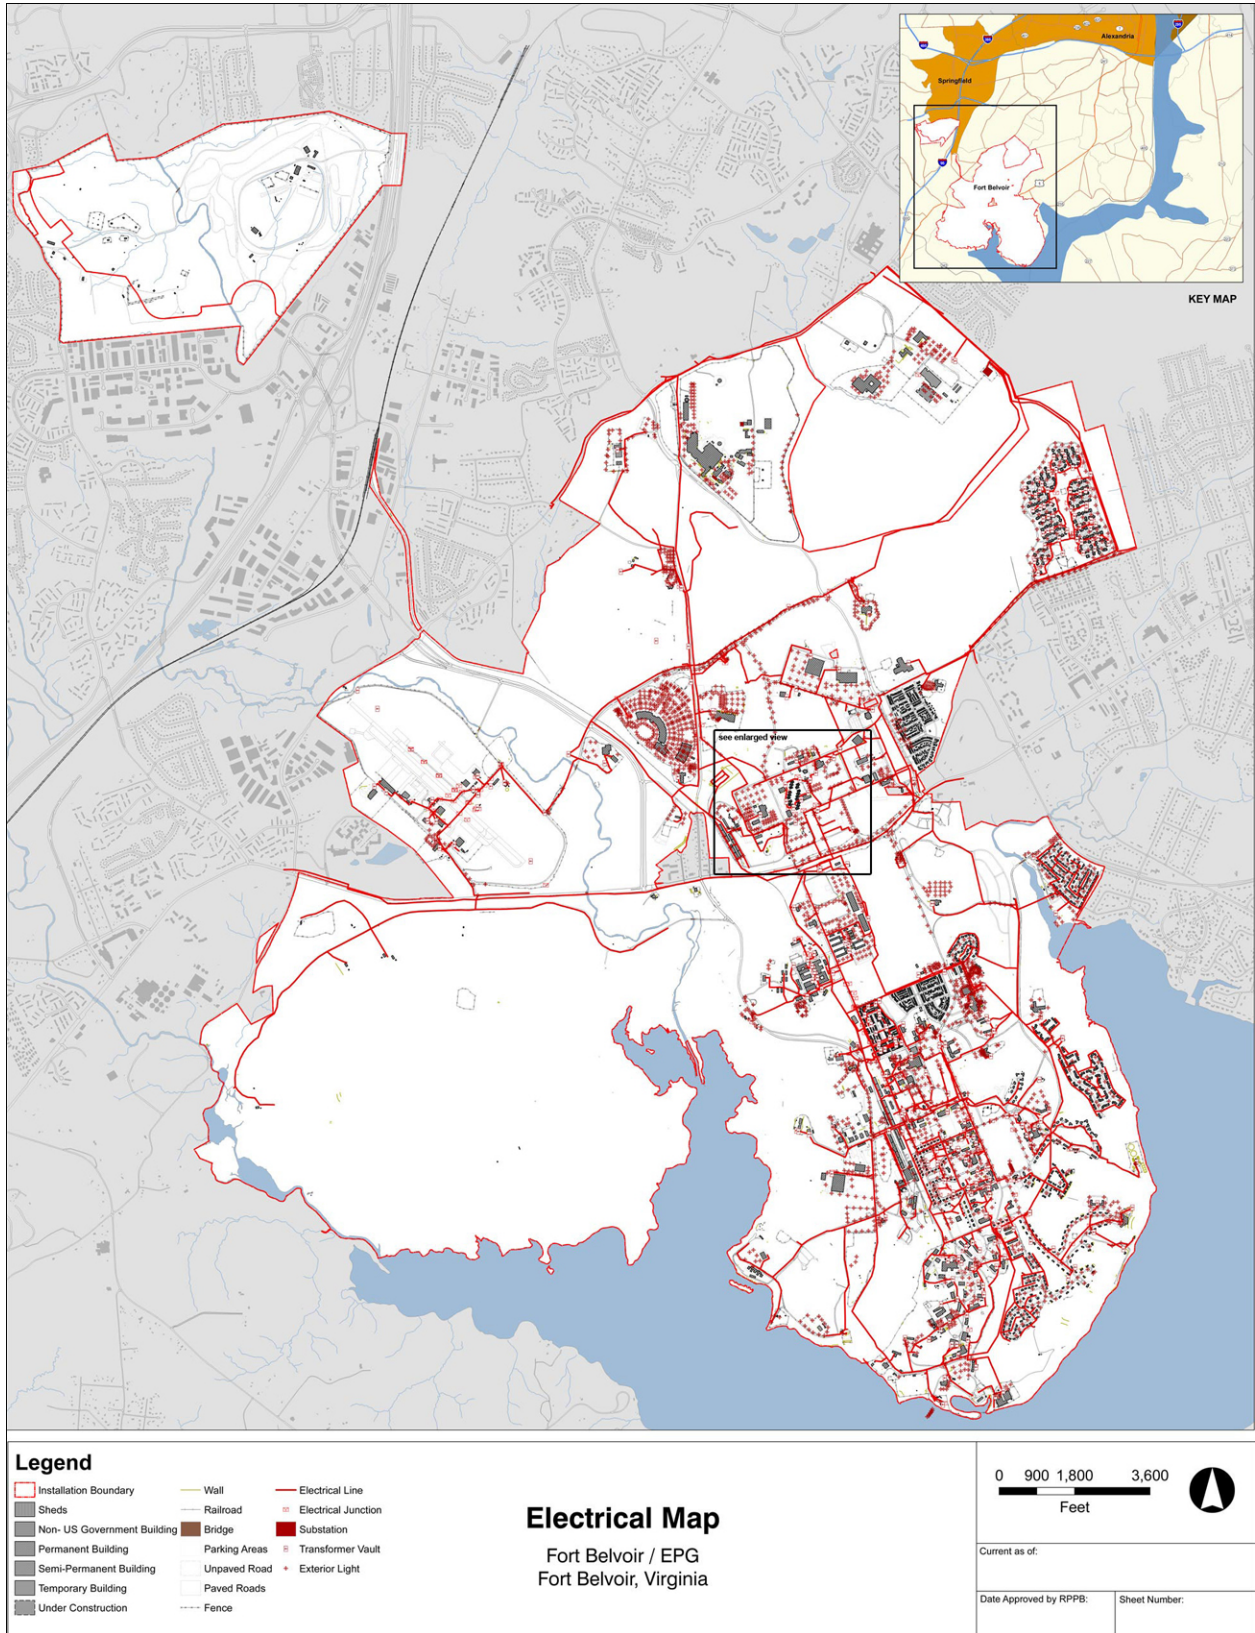 Alexandria
Springfield
Fort Belvoir
KEY MAP
see enlarged view
Legend
Installation Boundary
Sheds
Non- US Government Building
Permanent Building
Semi-Permanent Building
Temporary Building
Under Construction
Wall
Railroad
Bridge
Parking Areas
Unpaved Road
Paved Roads
Fence
Electrical Line
Electrical Junction
Substation
Transformer Vault
Exterior Light
Electrical Map
Fort Belvoir / EPG
Fort Belvoir, Virginia
0 900 1,800 3,600
Feet
Current as of:
Date Approved by RPPB:
Sheet Number: